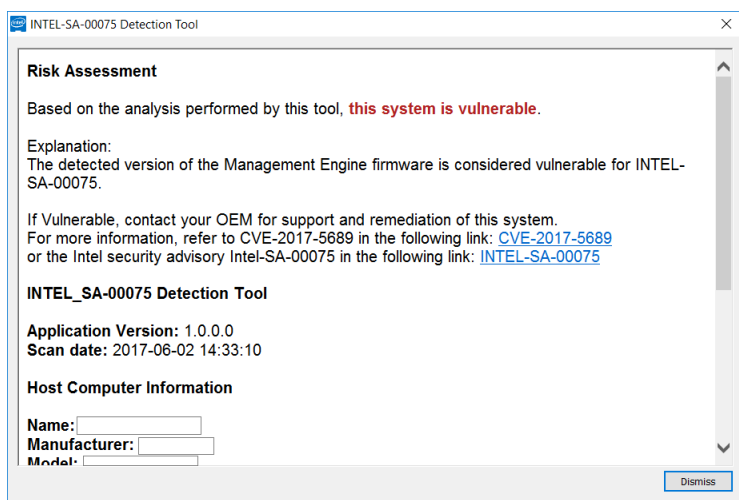 INTEL-SA-00075 Detection Tool
Risk Assessment
Based on the analysis performed by this tool, this system is vulnerable.
Explanation:
The detected version of the Management Engine firmware is considered vulnerable for INTEL-
SA-00075.
If Vulnerable, contact your OEM for support and remediation of this system.
For more information, refer to CVE-2017-5689 in the following link: CVE-2017-5689
or the Intel security advisory Intel-SA-00075 in the following link: INTEL-SA-00075
INTEL_SA-00075 Detection Tool
Application Version: 1.0.0.0
Scan date: 2017-06-02 14:33:10
Host Computer Information
Name:
Manufacturer:
Model:
Dismiss